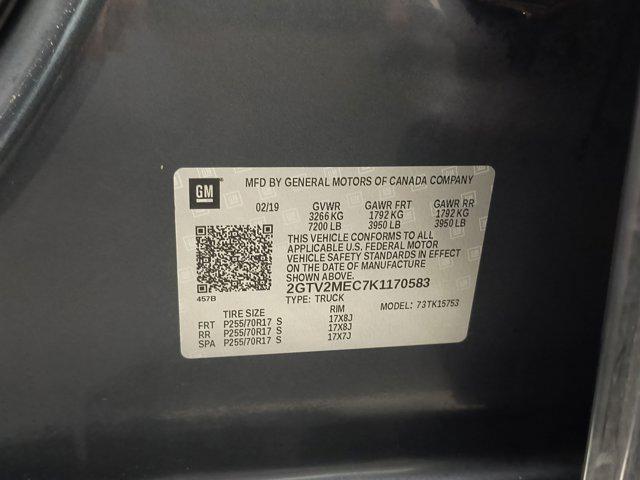 GM
MFD BY GENERAL MOTORS OF CANADA COMPANY
02/19 GVWR GAWR FRT GAWR RR
3266 KG 1792 KG 1792 KG
7200 LB 3950 LB 3950 LB
THIS VEHICLE CONFORMS TO ALL
APPLICABLE U.S. FEDERAL MOTOR
VEHICLE SAFETY STANDARDS IN EFFECT
ON THE DATE OF MANUFACTURE
SHOWN ABOVE.
2GTV2MEC7K1170583
457B
TYPE: TRUCK MODEL: 73TK15753
TIRE SIZE RIM
FRT P255/70R17 S 17X8J
RR P255/70R17 S 17X8J
SPA P255/70R17 S 17X7J